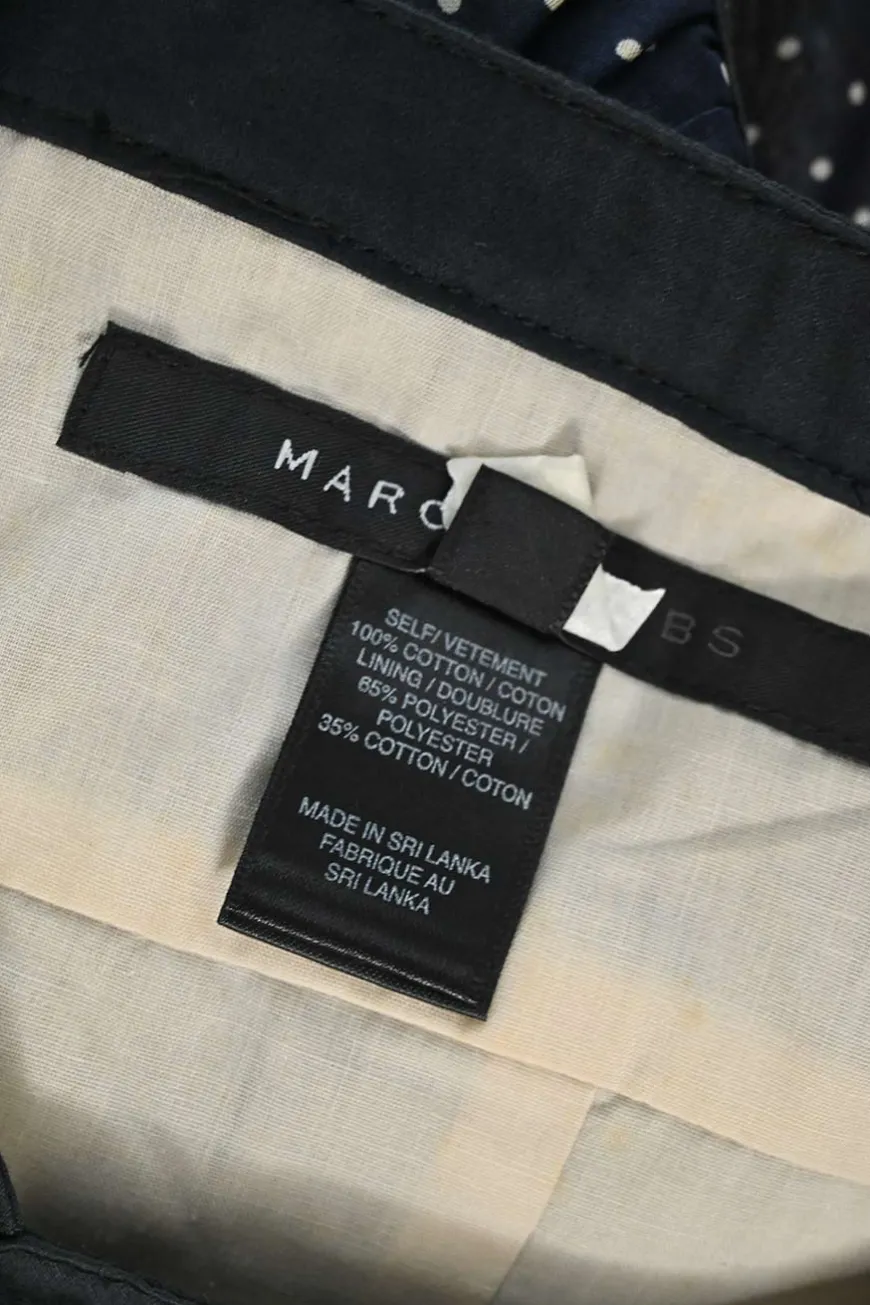 MARC BS
SELF/VETEMENT
100% COTTON / COTON
LINING / DOUBLURE
65% POLYESTER /
POLYESTER
35% COTTON / COTON
MADE IN SRI LANKA
FABRIQUE AU
SRI LANKA